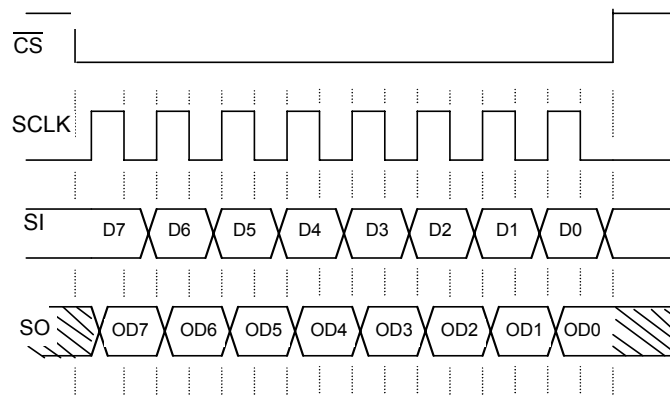 C̅S̅
SCLK
SI D7 D6 D5 D4 D3 D2 D1 D0
SO OD7 OD6 OD5 OD4 OD3 OD2 OD1 OD0